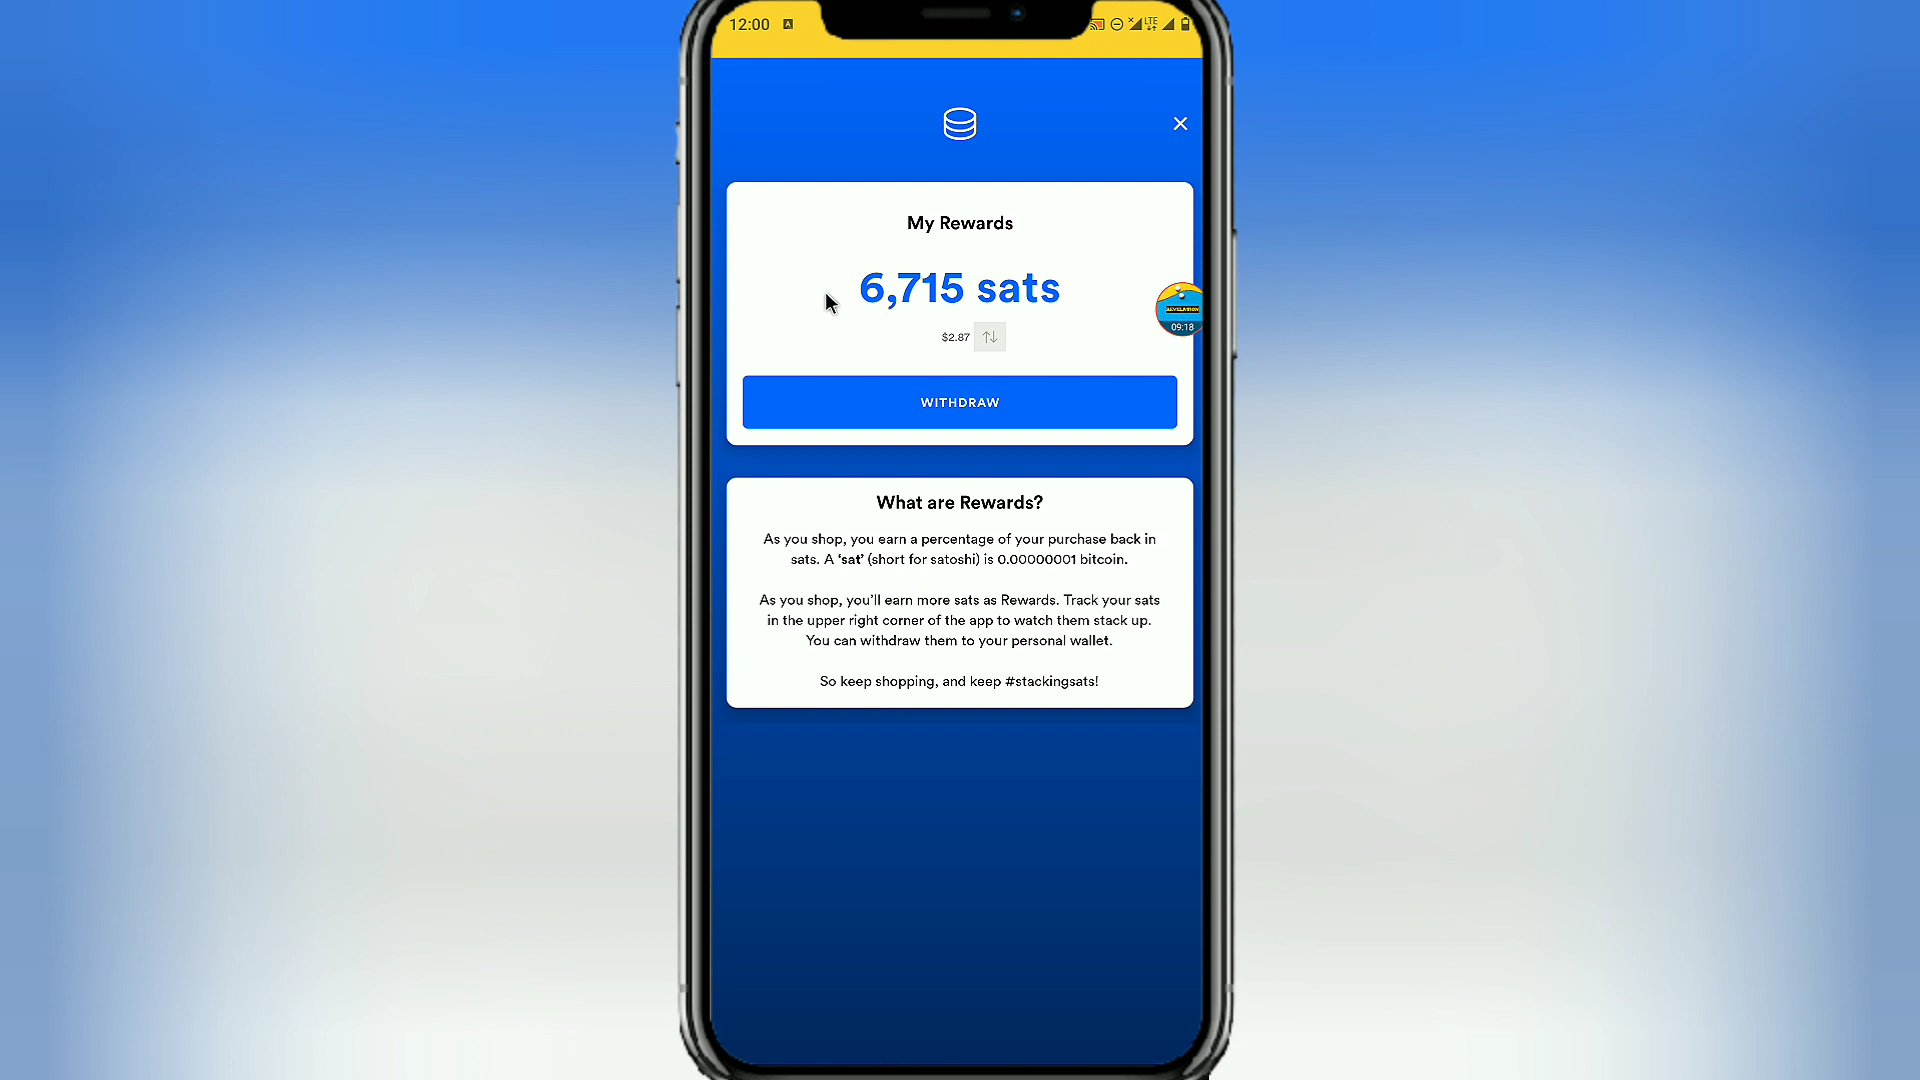 12:00
LTE
My Rewards
6,715 sats
$2.87
REVELATION
09:18
WITHDRAW
What are Rewards?
As you shop, you earn a percentage of your purchase back in
sats. A ‘sat’ (short for satoshi) is 0.00000001 bitcoin.
As you shop, you’ll earn more sats as Rewards. Track your sats
in the upper right corner of the app to watch them stack up.
You can withdraw them to your personal wallet.
So keep shopping, and keep #stackingsats!